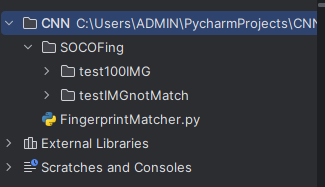 CNN C:\Users\ADMIN\PycharmProjects\CNN
SOCOFing
test100IMG
testIMGnotMatch
FingerprintMatcher.py
External Libraries
Scratches and Consoles